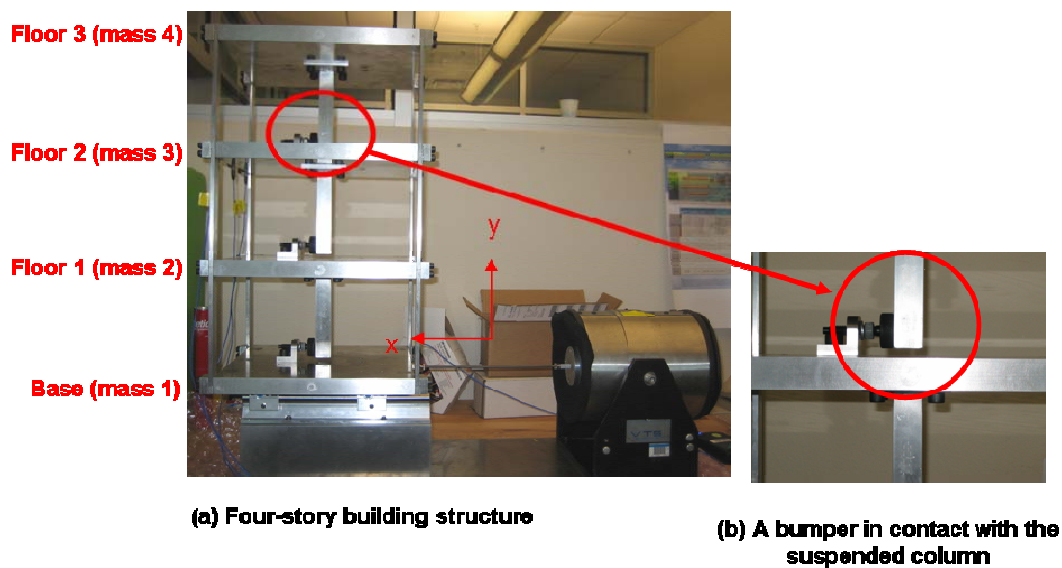 Floor 3 (mass 4)
Floor 2 (mass 3)
Floor 1 (mass 2)
Base (mass 1)
y
x
VTS
(a) Four-story building structure
(b) A bumper in contact with the
suspended column